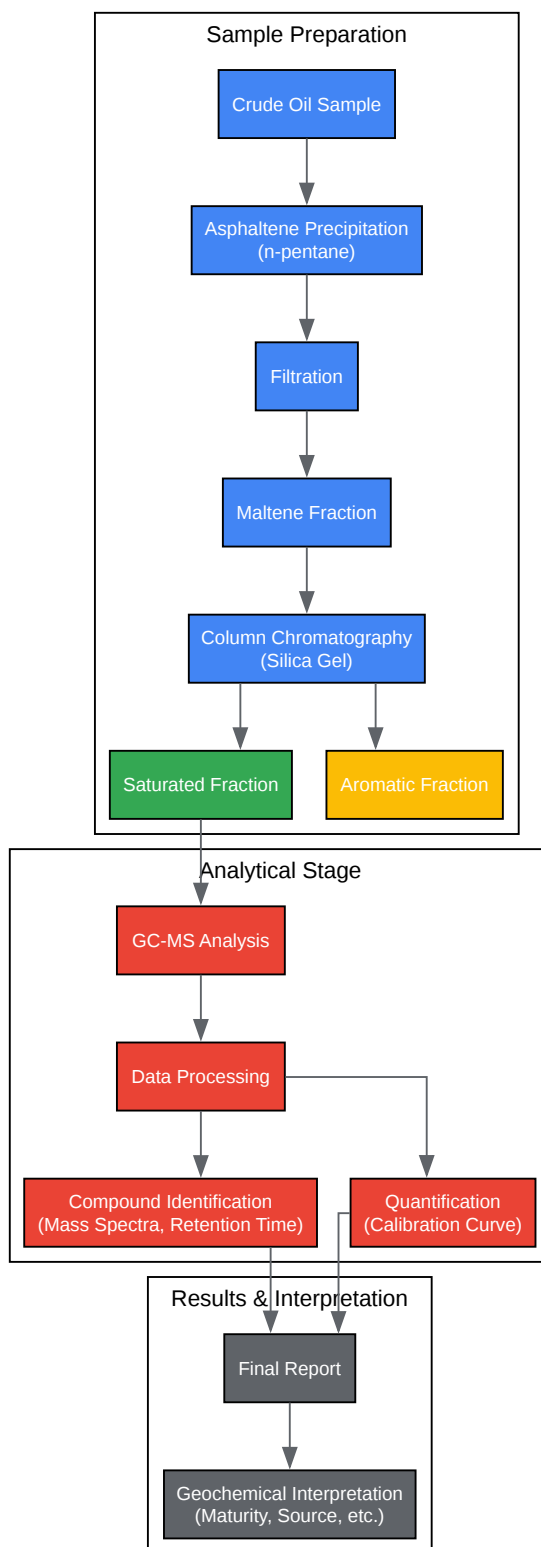 Sample Preparation
Crude Oil Sample
Asphaltene Precipitation
(n-pentane)
Filtration
Maltene Fraction
Column Chromatography
(Silica Gel)
Saturated Fraction
Aromatic Fraction
Analytical Stage
GC-MS Analysis
Data Processing
Compound Identification
(Mass Spectra, Retention Time)
Quantification
(Calibration Curve)
Results & Interpretation
Final Report
Geochemical Interpretation
(Maturity, Source, etc.)